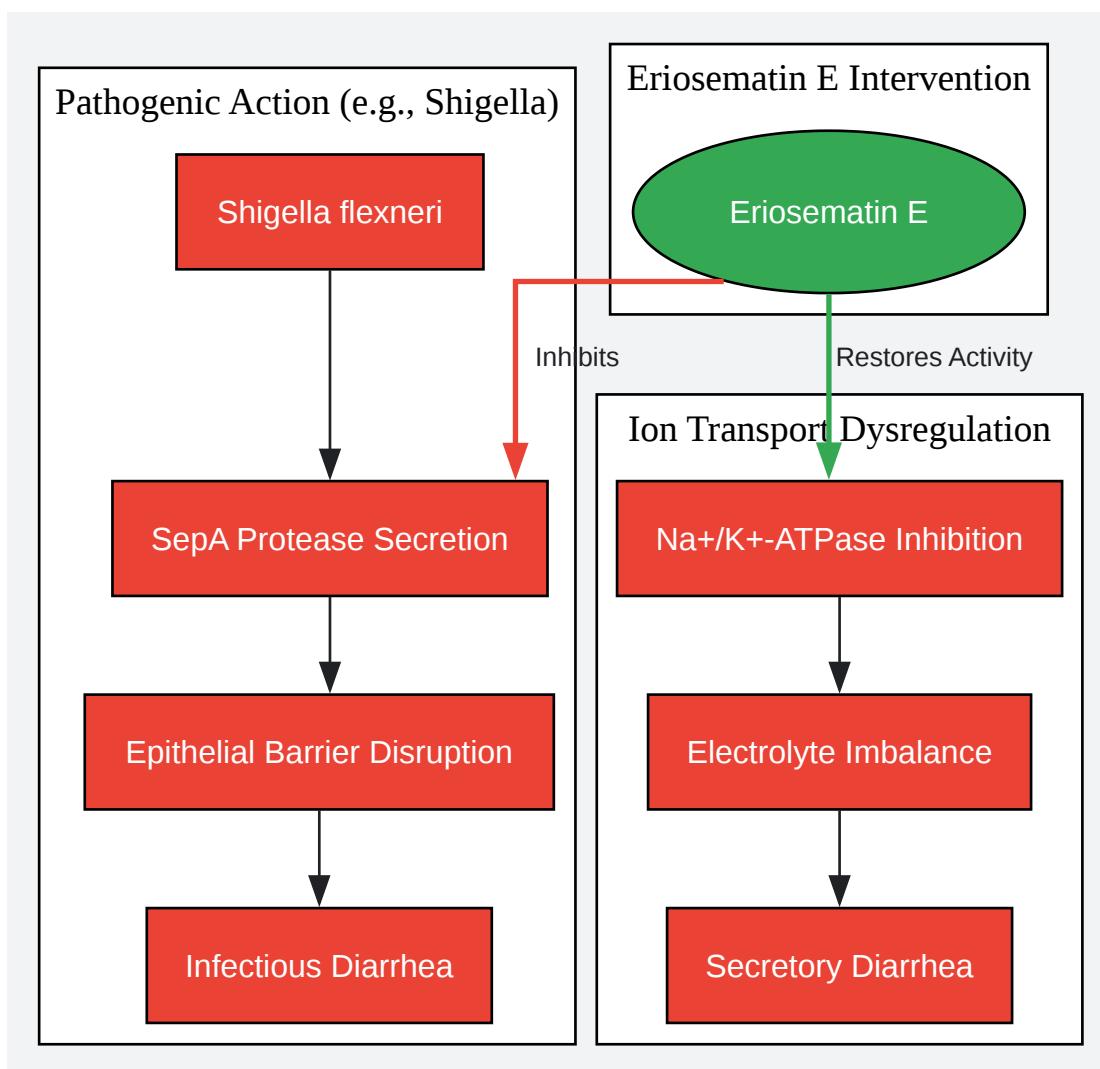 Pathogenic Action (e.g., Shigella)
Shigella flexneri
SepA Protease Secretion
Epithelial Barrier Disruption
Infectious Diarrhea
Eriosematin E Intervention
Eriosematin E
Inhibits
Restores Activity
Ion Transport Dysregulation
Na+/K+-ATPase Inhibition
Electrolyte Imbalance
Secretory Diarrhea